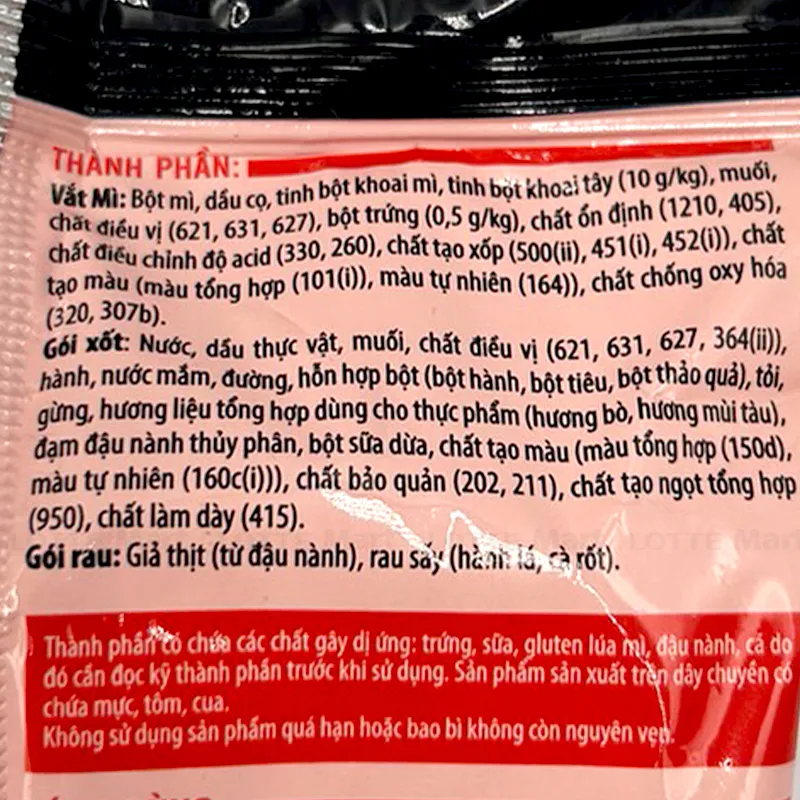 THÀNH PHẦN:
Vắt Mì: Bột mì, dầu cọ, tinh bột khoai mì, tinh bột khoai tây (10 g/kg), muối,
chất điều vị (621, 631, 627), bột trứng (0,5 g/kg), chất ổn định (1210, 405),
chất điều chỉnh độ acid (330, 260), chất tạo xốp (500(ii), 451(i), 452(i)), chất
tạo màu (màu tổng hợp (101(i)), màu tự nhiên (164)), chất chống oxy hóa
(320, 307b).
Gói xốt: Nước, dầu thực vật, muối, chất điều vị (621, 631, 627, 364(ii)),
hành, nước mắm, đường, hỗn hợp bột (bột hành, bột tiêu, bột thảo quả), tỏi,
gừng, hương liệu tổng hợp dùng cho thực phẩm (hương bò, hương mùi tàu),
đạm đậu nành thủy phân, bột sữa dừa, chất tạo màu (màu tổng hợp (150d),
màu tự nhiên (160c(i))), chất bảo quản (202, 211), chất tạo ngọt tổng hợp
(950), chất làm dày (415).
LOTTE Mart
Gói rau: Giả thịt (từ đậu nành), rau sấy (hành lá, cà rốt).
Thành phần có chứa các chất gây dị ứng: trứng, sữa, gluten lúa mì, đậu nành, cá do
đó cần đọc kỹ thành phần trước khi sử dụng. Sản phẩm sản xuất trên dây chuyền có
chứa mực, tôm, cua.
Không sử dụng sản phẩm quá hạn hoặc bao bì không còn nguyên vẹn.